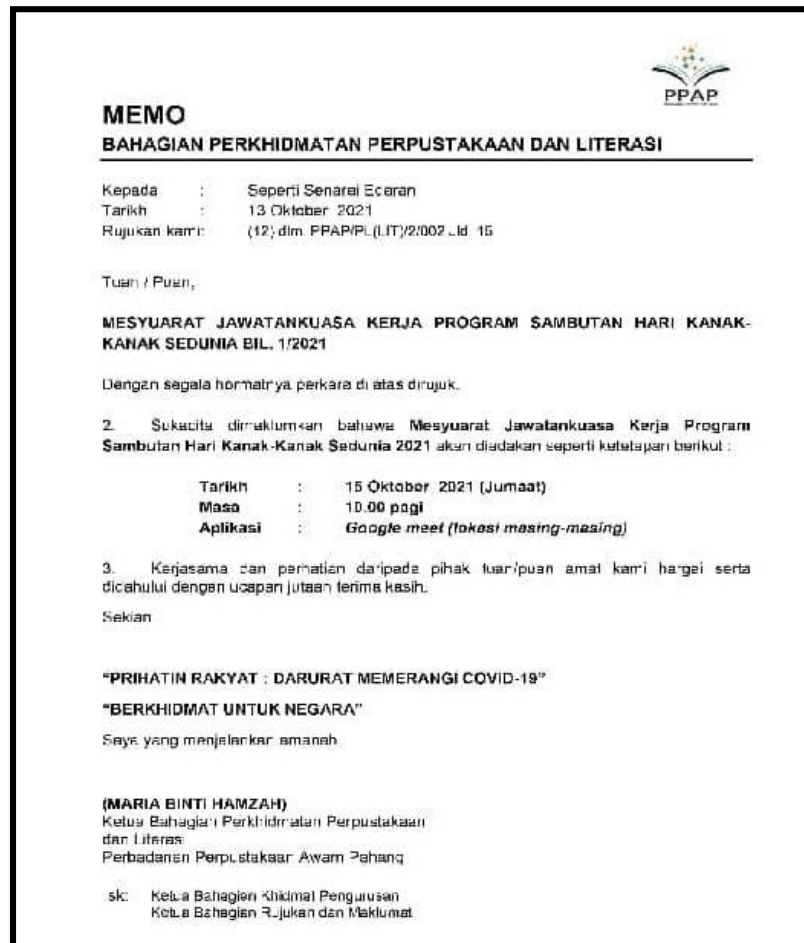 PPAP
MEMO
BAHAGIAN PERKHIDMATAN PERPUSTAKAAN DAN LITERASI
Kepada : Seperti Senarai Edaran
Tarikh : 13 Oktober 2021
Rujukan kami: (12) dlm. PPAP/PL(LIT)/2/002 Jld. 15
Tuan / Puan,
MESYUARAT JAWATANKUASA KERJA PROGRAM SAMBUTAN HARI KANAK-
KANAK SEDUNIA BIL. 1/2021
Dengan segala hormatnya perkara di atas dirujuk.
2. Sukacita dimaklumkan bahawa Mesyuarat Jawatankuasa Kerja Program
Sambutan Hari Kanak-Kanak Sedunia 2021 akan diadakan seperti ketetapan berikut :
Tarikh : 15 Oktober 2021 (Jumaat)
Masa : 10.00 pagi
Aplikasi : Google meet (lokasi masing-masing)
3. Kerjasama dan perhatian daripada pihak tuan/puan amat kami hargai serta
didahului dengan ucapan jutaan terima kasih.
Sekian
“PRIHATIN RAKYAT : DARURAT MEMERANGI COVID-19”
“BERKHIDMAT UNTUK NEGARA”
Saya yang menjalankan amanah
(MARIA BINTI HAMZAH)
Ketua Bahagian Perkhidmatan Perpustakaan
dan Literasi
Perbadanan Perpustakaan Awam Pahang
sk: Ketua Bahagian Khidmat Pengurusan
Ketua Bahagian Rujukan dan Maklumat